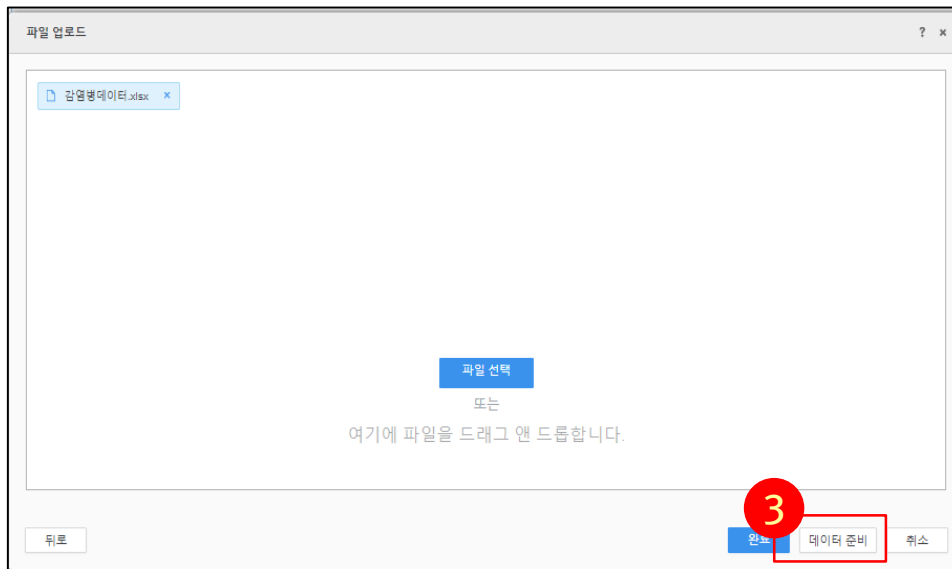 파일 업로드 ? ×
감염병데이터.xlsx ×
파일 선택
또는
여기에 파일을 드래그 앤 드롭합니다.
3
뒤로 완료 데이터 준비 취소